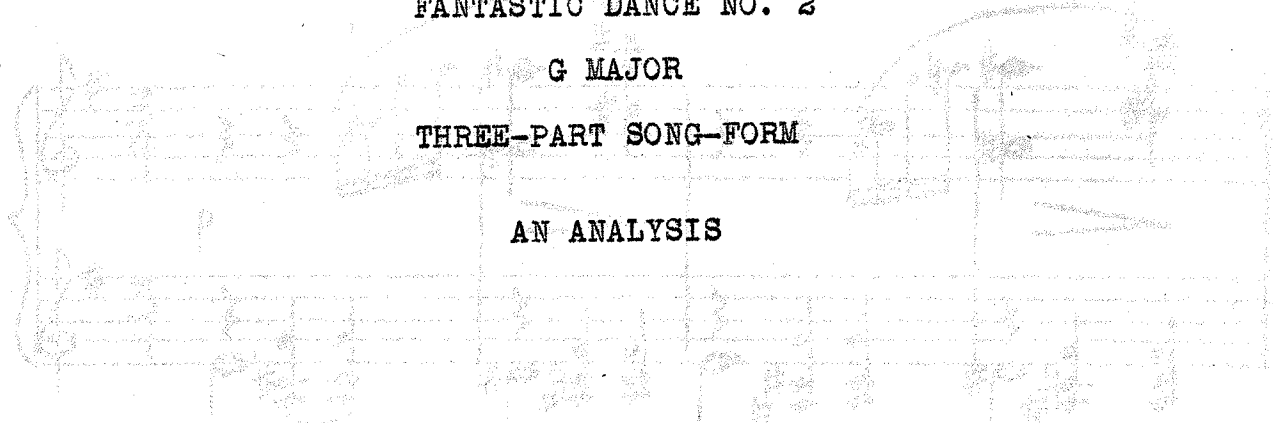 FANTASTIC DANCE NO. 2
G MAJOR
THREE-PART SONG-FORM
AN ANALYSIS
p